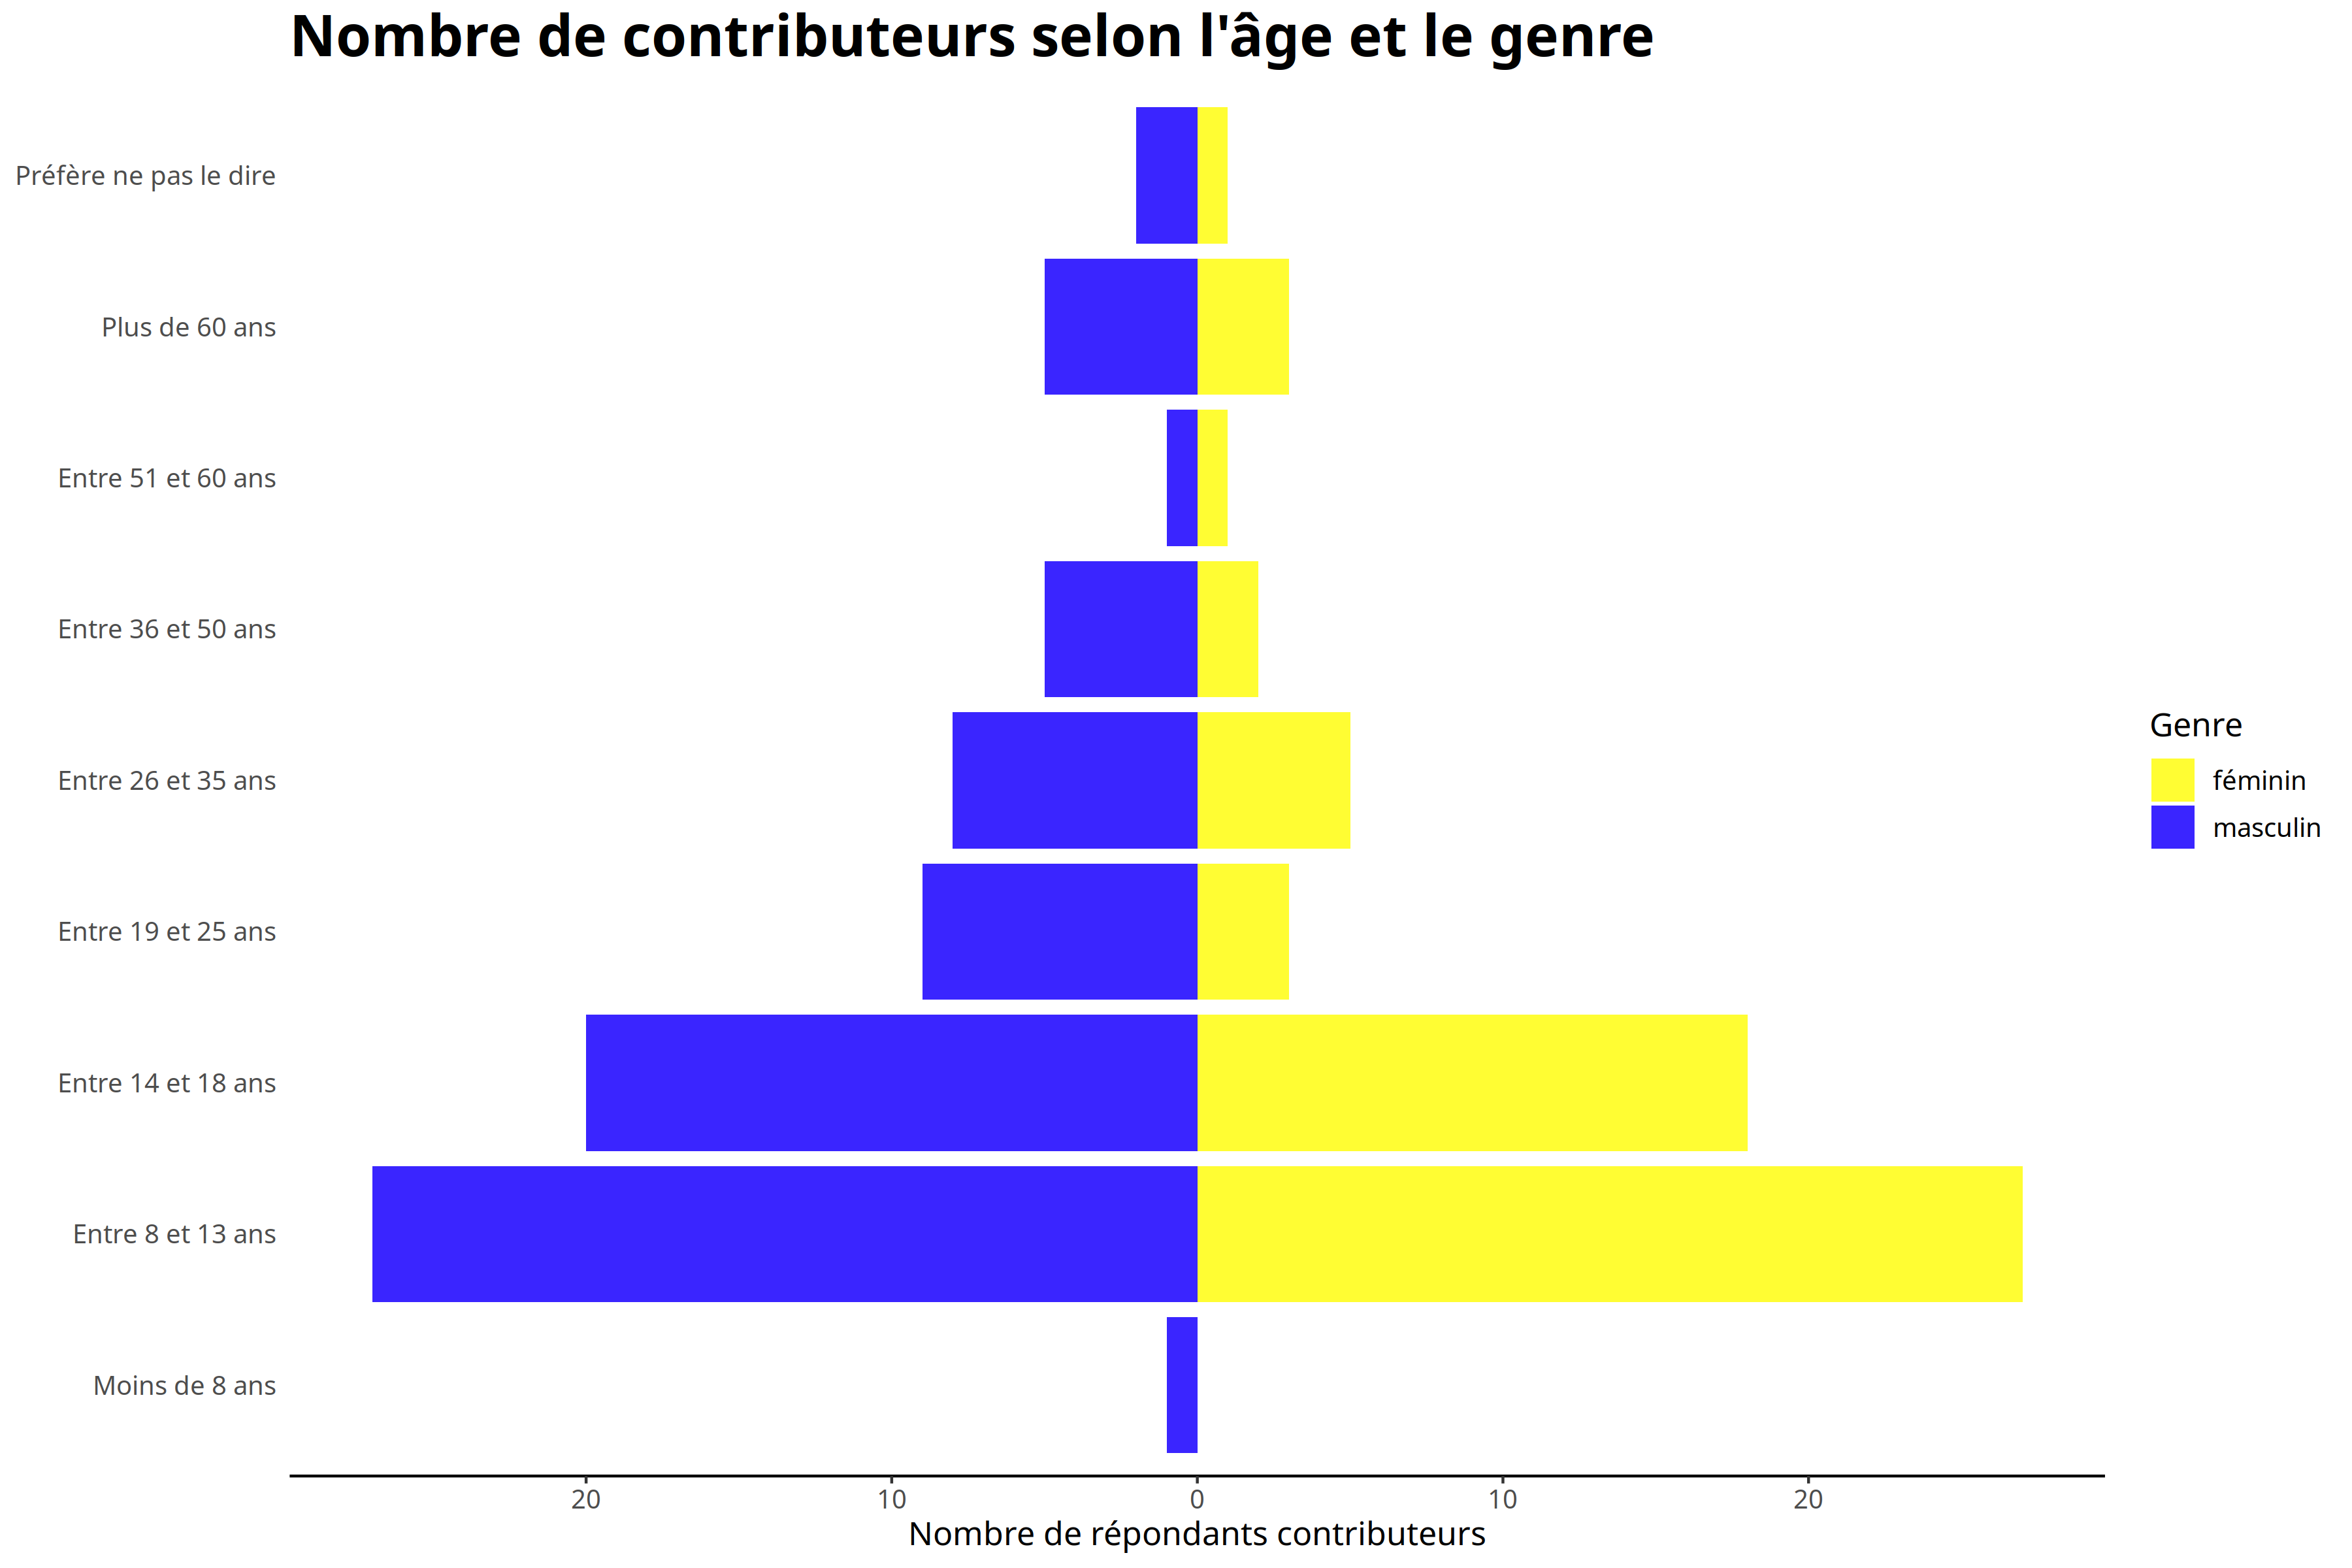 Nombre de contributeurs selon l'âge et le genre
Préfère ne pas le dire
Plus de 60 ans
Entre 51 et 60 ans
Entre 36 et 50 ans
Entre 26 et 35 ans
Entre 19 et 25 ans
Entre 14 et 18 ans
Entre 8 et 13 ans
Moins de 8 ans
20 10 0 10 20
Nombre de répondants contributeurs
Genre
féminin
masculin